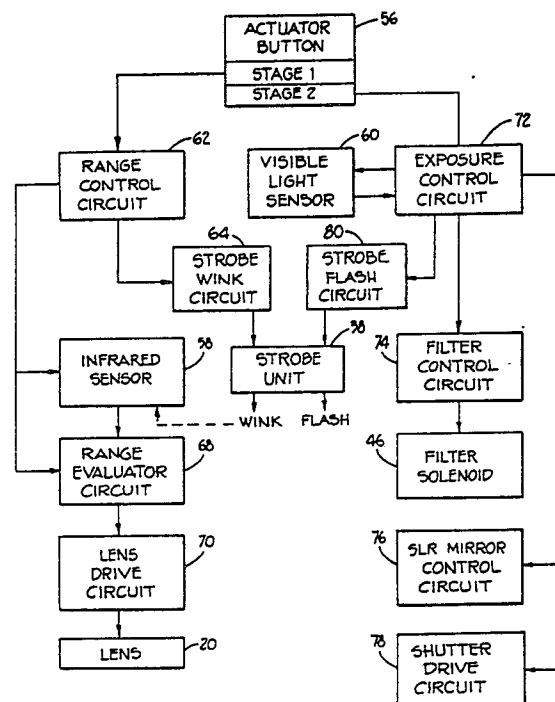 ACTUATOR
BUTTON
56
STAGE 1
STAGE 2
62
RANGE
CONTROL
CIRCUIT
60
VISIBLE
LIGHT
SENSOR
72
EXPOSURE
CONTROL
CIRCUIT
64
STROBE
WINK
CIRCUIT
80
STROBE
FLASH
CIRCUIT
58
INFRARED
SENSOR
38
STROBE
UNIT
WINK
FLASH
74
FILTER
CONTROL
CIRCUIT
68
RANGE
EVALUATOR
CIRCUIT
46
FILTER
SOLENOID
70
LENS
DRIVE
CIRCUIT
76
SLR MIRROR
CONTROL
CIRCUIT
LENS
20
78
SHUTTER
DRIVE
CIRCUIT